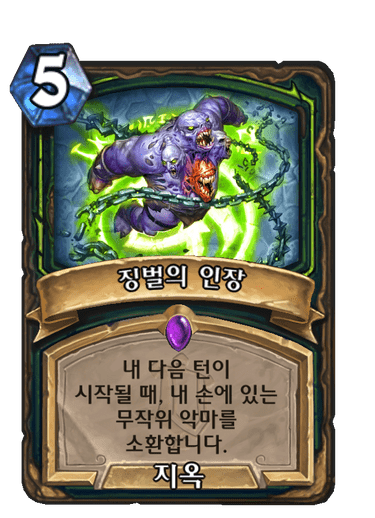 5
징벌의 인장
내 다음 턴이
시작될 때, 내 손에 있는
무작위 악마를
소환합니다.
지옥